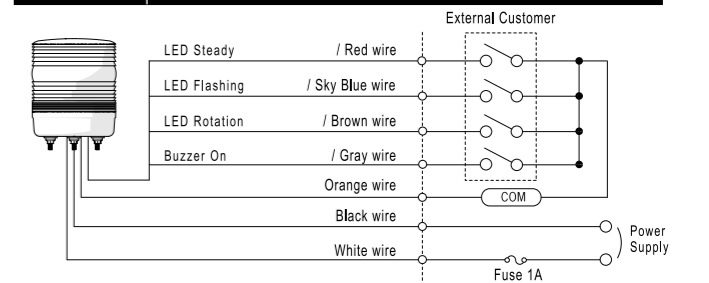 External Customer
LED Steady / Red wire
LED Flashing / Sky Blue wire
LED Rotation / Brown wire
Buzzer On / Gray wire
Orange wire
COM
Black wire
Power
Supply
White wire
Fuse 1A